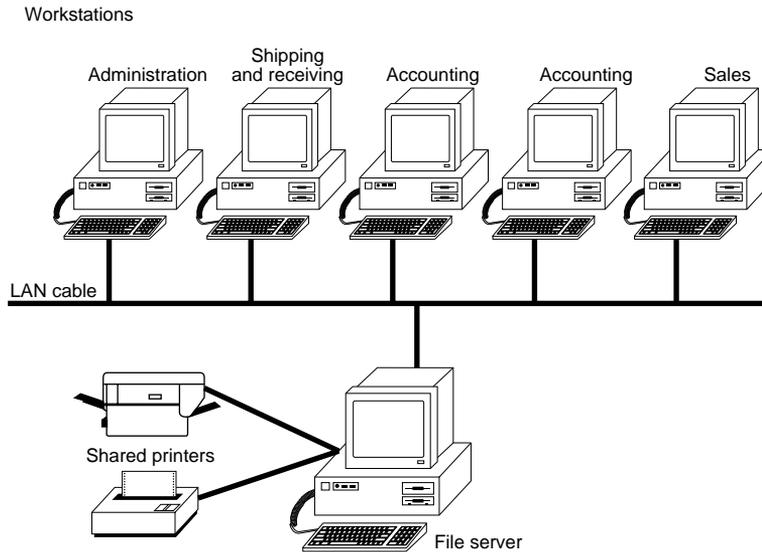 Workstations
Administration
Shipping
and receiving
Accounting
Accounting
Sales
LAN cable
Shared printers
File server